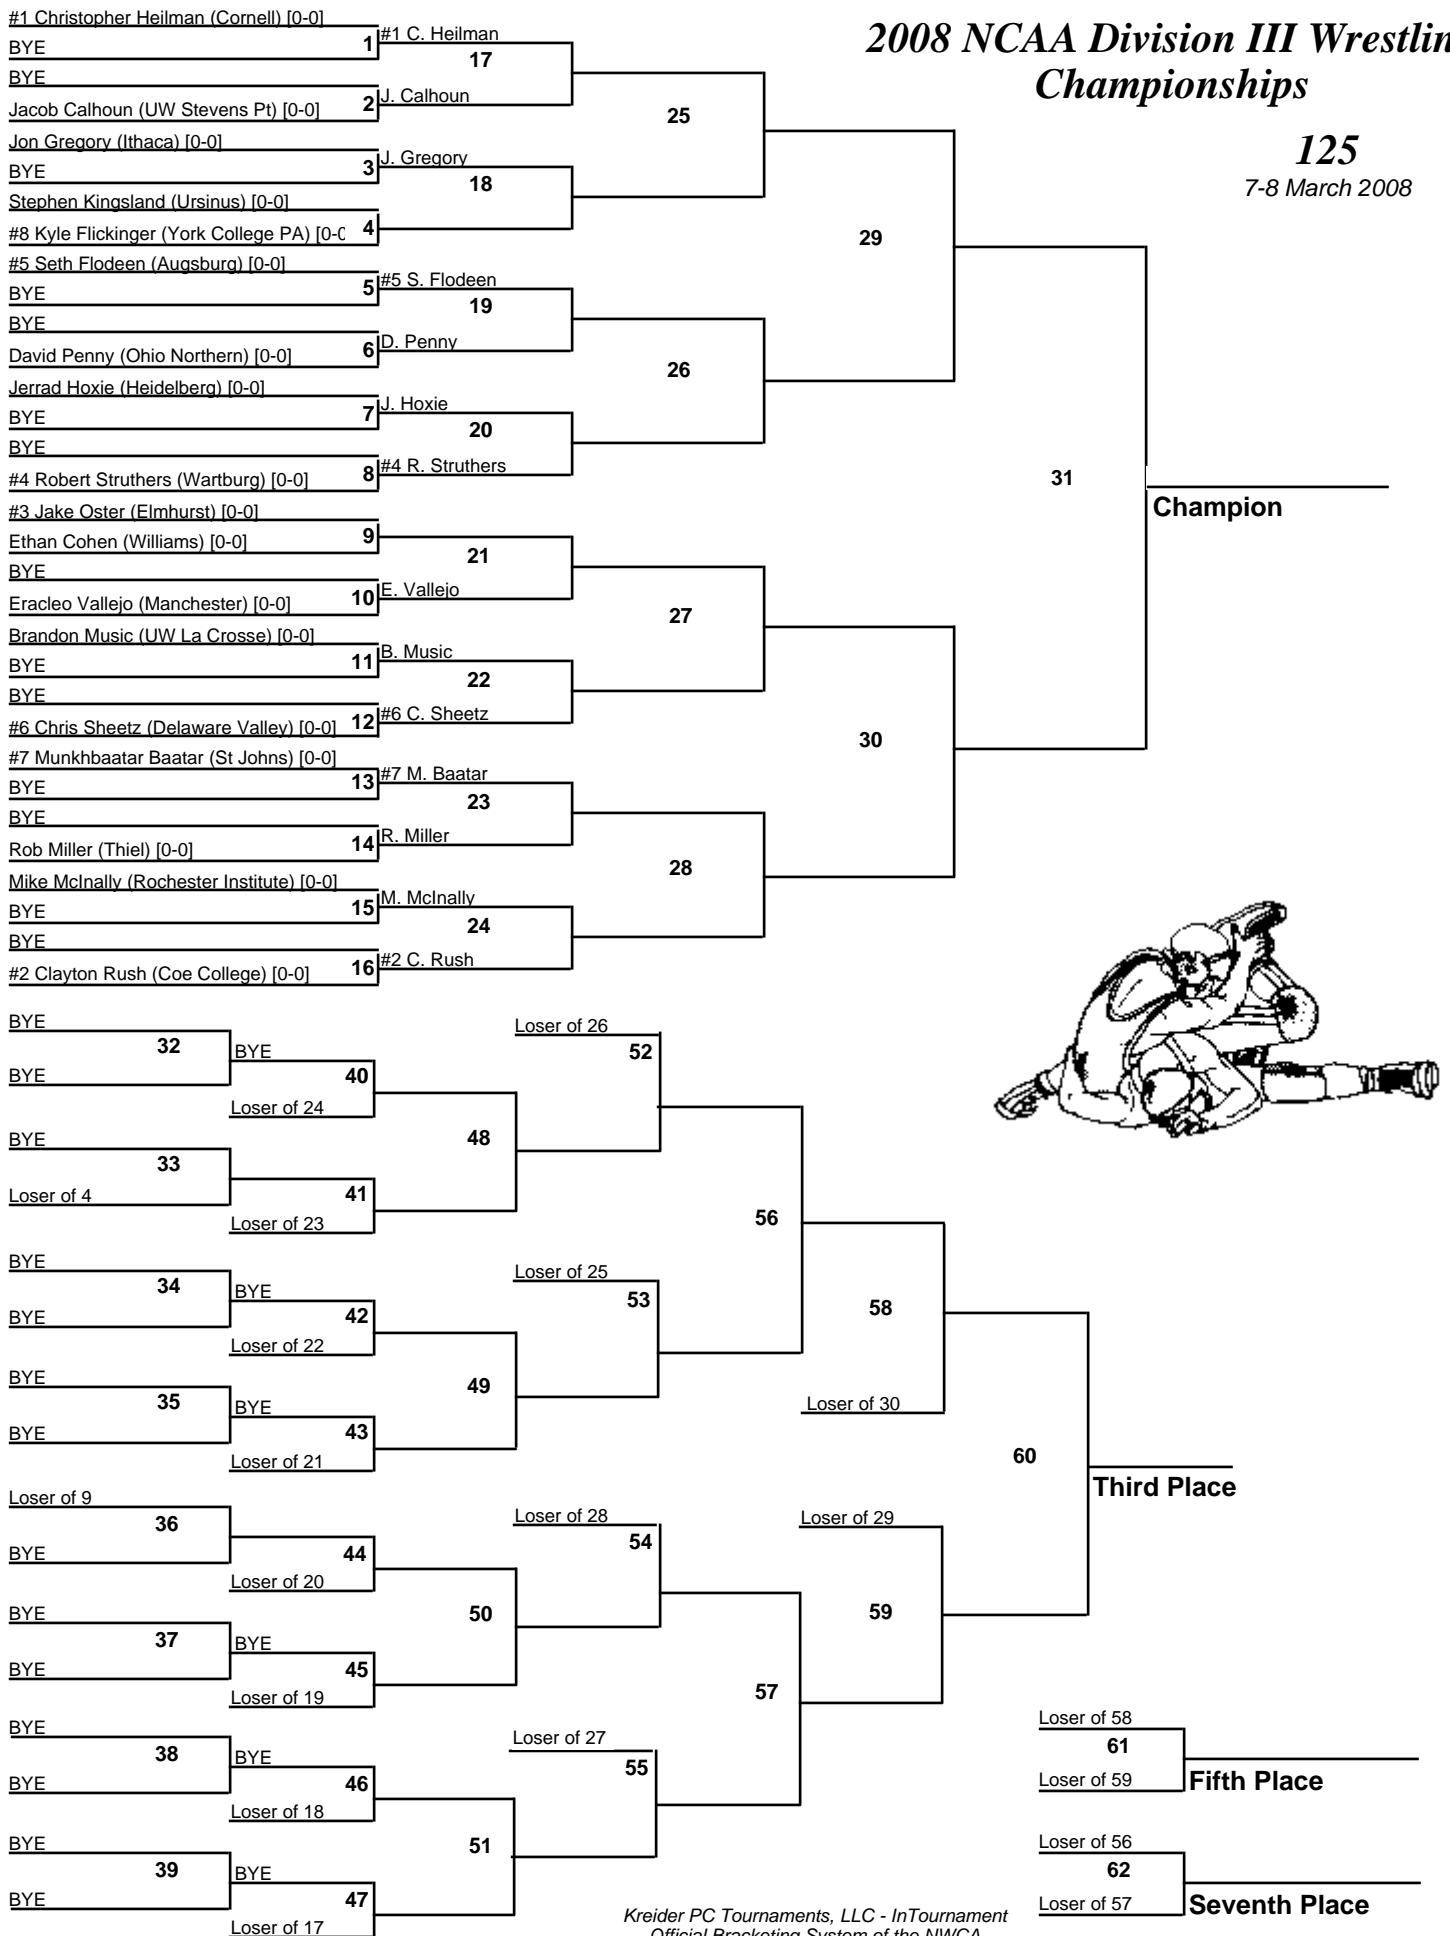 2008 NCAA Division III Wrestlin
Championships
125
7-8 March 2008
#1 Christopher Heilman (Cornell) [0-0]
BYE
1
BYE
Jacob Calhoun (UW Stevens Pt) [0-0]
2
Jon Gregory (Ithaca) [0-0]
BYE
3
Stephen Kingsland (Ursinus) [0-0]
#8 Kyle Flickinger (York College PA) [0-0
4
#5 Seth Flodeen (Augsburg) [0-0]
BYE
5
BYE
David Penny (Ohio Northern) [0-0]
6
Jerrad Hoxie (Heidelberg) [0-0]
BYE
7
BYE
#4 Robert Struthers (Wartburg) [0-0]
8
#3 Jake Oster (Elmhurst) [0-0]
Ethan Cohen (Williams) [0-0]
9
BYE
Eracleo Vallejo (Manchester) [0-0]
10
Brandon Music (UW La Crosse) [0-0]
BYE
11
BYE
#6 Chris Sheetz (Delaware Valley) [0-0]
12
#7 Munkhbaatar Baatar (St Johns) [0-0]
BYE
13
BYE
Rob Miller (Thiel) [0-0]
14
Mike McInally (Rochester Institute) [0-0]
BYE
15
BYE
#2 Clayton Rush (Coe College) [0-0]
16
#1 C. Heilman
17
J. Calhoun
J. Gregory
18
#5 S. Flodeen
19
D. Penny
J. Hoxie
20
#4 R. Struthers
21
E. Vallejo
B. Music
22
#6 C. Sheetz
#7 M. Baatar
23
R. Miller
M. McInally
24
#2 C. Rush
25
26
27
28
29
30
31
Champion
BYE
32
BYE
BYE
33
Loser of 4
BYE
34
BYE
BYE
35
BYE
Loser of 9
36
BYE
BYE
37
BYE
BYE
38
BYE
BYE
39
BYE
BYE
40
Loser of 24
41
Loser of 23
BYE
42
Loser of 22
BYE
43
Loser of 21
44
Loser of 20
BYE
45
Loser of 19
BYE
46
Loser of 18
BYE
47
Loser of 17
48
49
50
51
Loser of 26
52
Loser of 25
53
Loser of 28
54
Loser of 27
55
56
57
58
Loser of 30
Loser of 29
59
60
Third Place
Loser of 58
61
Loser of 59
Fifth Place
Loser of 56
62
Loser of 57
Seventh Place
Kreider PC Tournaments, LLC - InTournament
Official Bracketing System of the NWCA